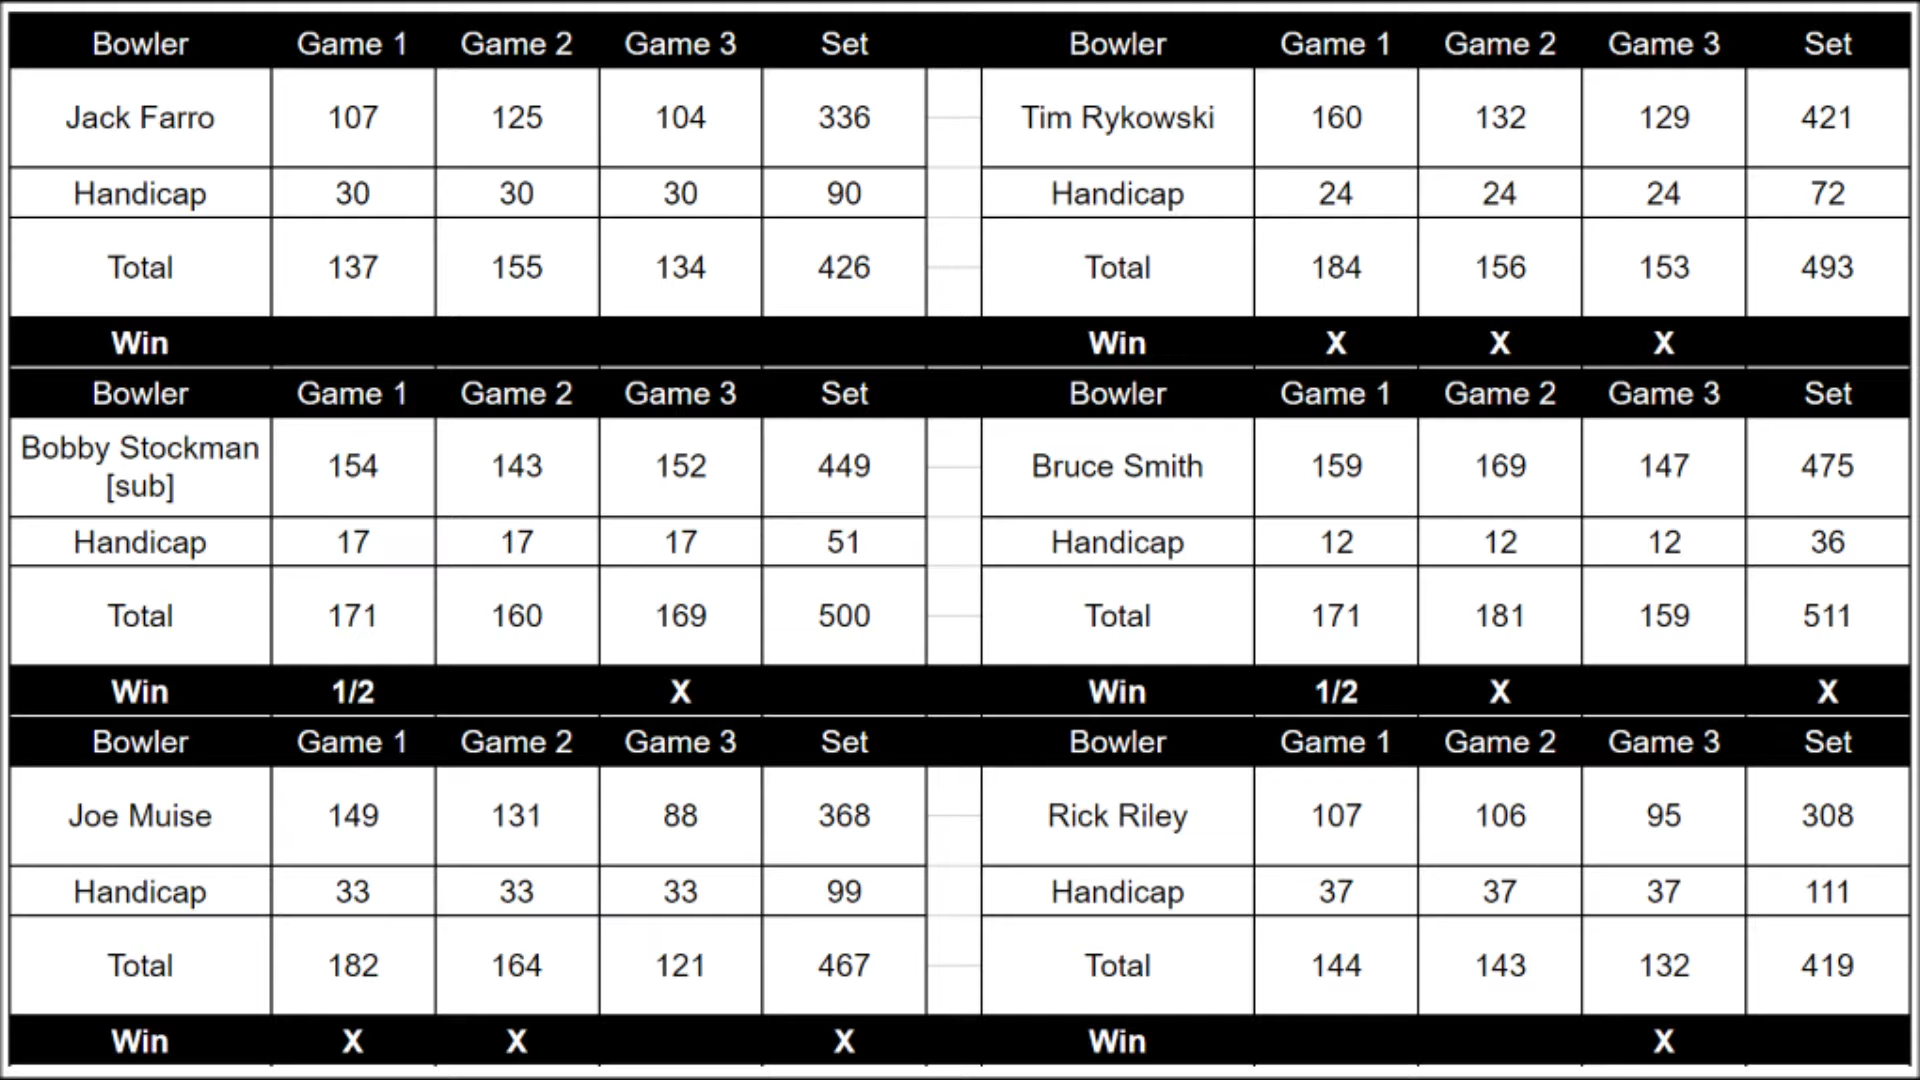 Bowler Game 1 Game 2 Game 3 Set Bowler Game 1 Game 2 Game 3 Set
Jack Farro 107 125 104 336 Tim Rykowski 160 132 129 421
Handicap 30 30 30 90 Handicap 24 24 24 72
Total 137 155 134 426 Total 184 156 153 493
Win Win X X X
Bowler Game 1 Game 2 Game 3 Set Bowler Game 1 Game 2 Game 3 Set
Bobby Stockman
[sub] 154 143 152 449 Bruce Smith 159 169 147 475
Handicap 17 17 17 51 Handicap 12 12 12 36
Total 171 160 169 500 Total 171 181 159 511
Win 1/2 X Win 1/2 X X
Bowler Game 1 Game 2 Game 3 Set Bowler Game 1 Game 2 Game 3 Set
Joe Muise 149 131 88 368 Rick Riley 107 106 95 308
Handicap 33 33 33 99 Handicap 37 37 37 111
Total 182 164 121 467 Total 144 143 132 419
Win X X X Win X